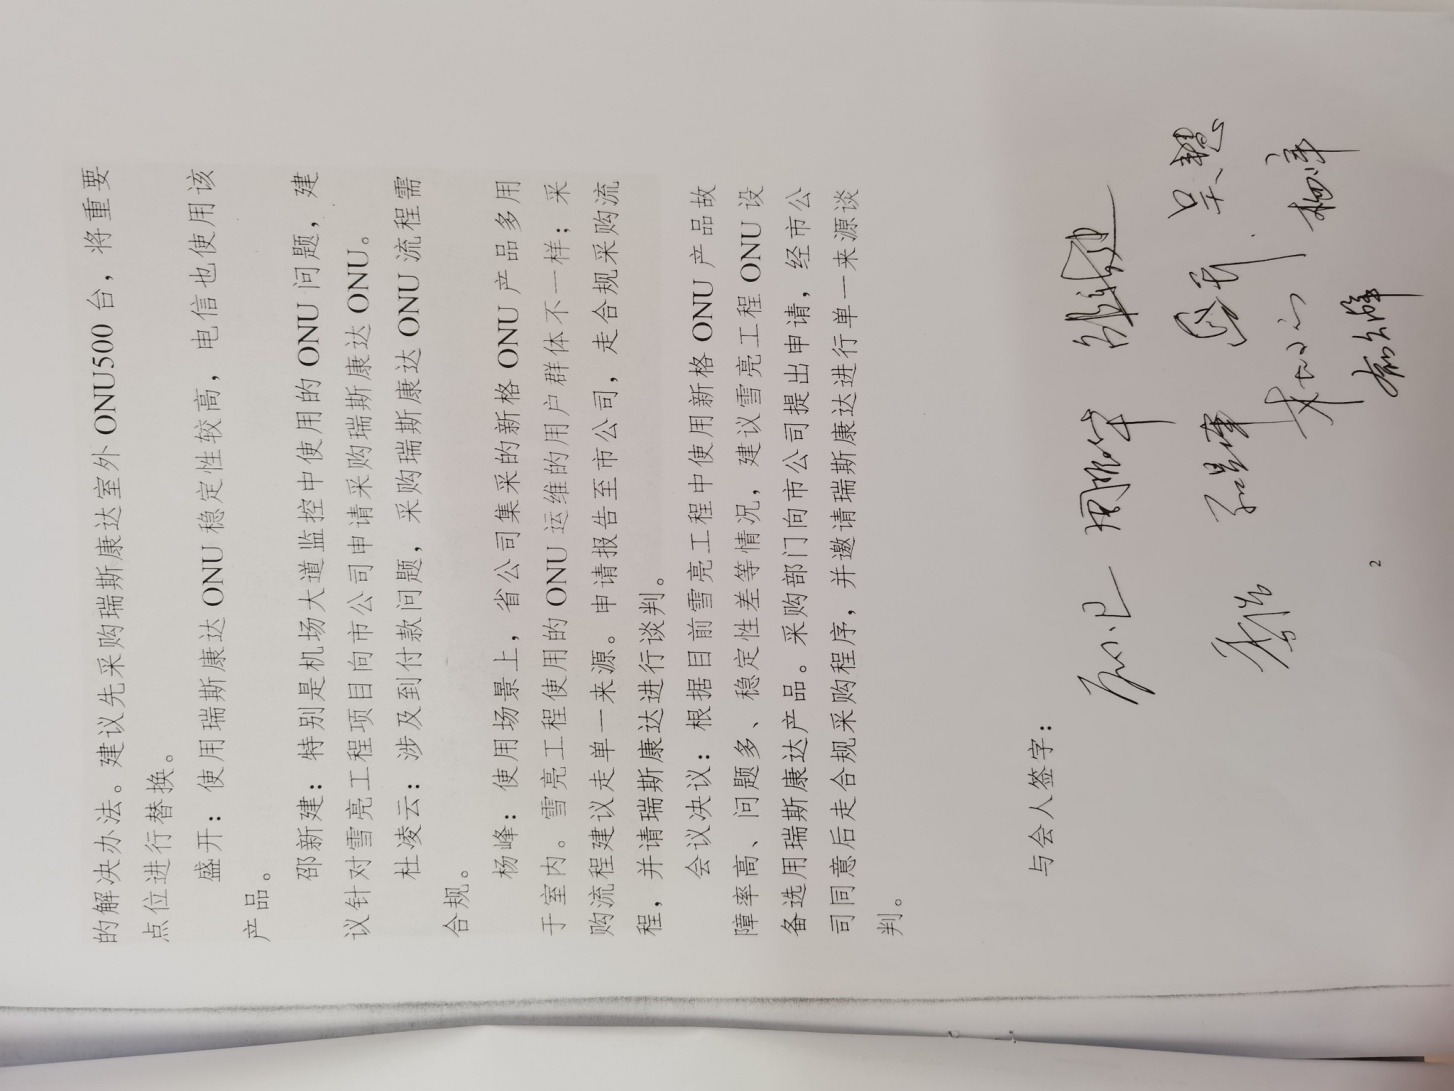 的解决办法。建议先采购瑞斯康达室外 ONU500 台，将重要
点位进行替换。
盛开：使用瑞斯康达 ONU 稳定性较高，电信也使用该
产品。
邵新建：特别是机场大道监控中使用的 ONU 问题，建
议针对雪亮工程项目向市公司申请采购瑞斯康达 ONU。
杜凌云：涉及到付款问题，采购瑞斯康达 ONU 流程需
合规。
杨峰：使用场景上，省公司集采的新格 ONU 产品多用
于室内。雪亮工程使用的 ONU 运维的用户群体不一样；采
购流程建议走单一来源。申请报告至市公司，走合规采购流
程，并请瑞斯康达进行谈判。
会议决议：根据目前雪亮工程中使用新格 ONU 产品故
障率高、问题多、稳定性差等情况，建议雪亮工程 ONU 设
备选用瑞斯康达产品。采购部门向市公司提出申请，经市公
司同意后走合规采购程序，并邀请瑞斯康达进行单一来源谈
判。
与会人签字：
2